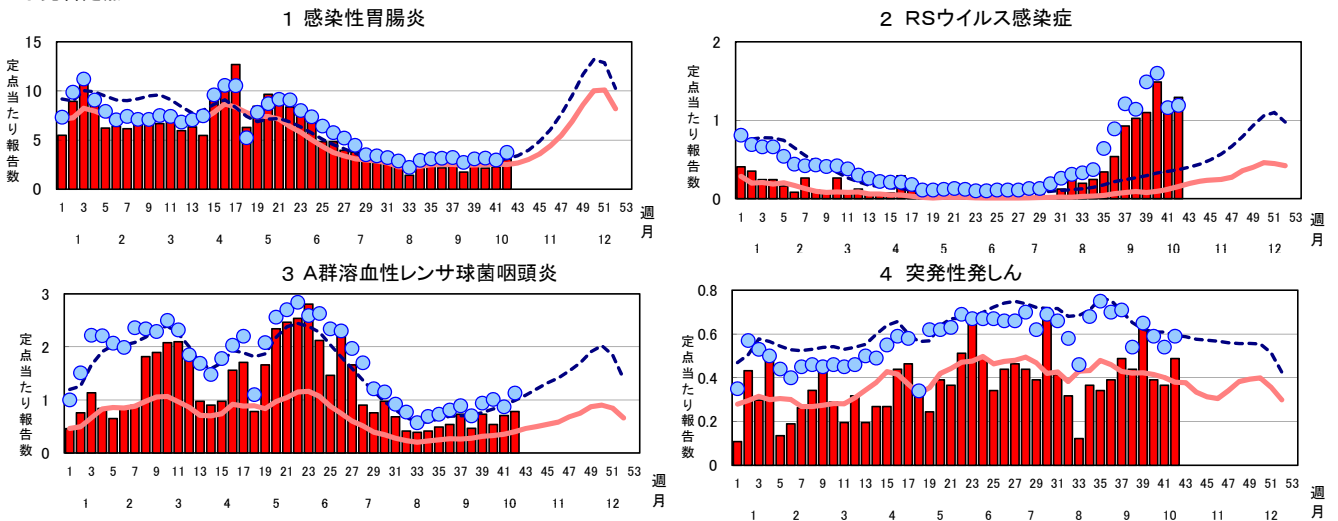 1 感染性胃腸炎
定点当たり報告数
15
10
5
0
1 3 5 7 9 11 13 15 17 19 21 23 25 27 29 31 33 35 37 39 41 43 45 47 49 51 53 週
1 2 3 4 5 6 7 8 9 10 11 12 月
2 RSウイルス感染症
定点当たり報告数
2
1
0
1 3 5 7 9 11 13 15 17 19 21 23 25 27 29 31 33 35 37 39 41 43 45 47 49 51 53 週
1 2 3 4 5 6 7 8 9 10 11 12 月
3 A群溶血性レンサ球菌咽頭炎
定点当たり報告数
3
2
1
0
1 3 5 7 9 11 13 15 17 19 21 23 25 27 29 31 33 35 37 39 41 43 45 47 49 51 53 週
1 2 3 4 5 6 7 8 9 10 11 12 月
4 突発性発しん
定点当たり報告数
0.8
0.6
0.4
0.2
0
1 3 5 7 9 11 13 15 17 19 21 23 25 27 29 31 33 35 37 39 41 43 45 47 49 51 53 週
1 2 3 4 5 6 7 8 9 10 11 12 月